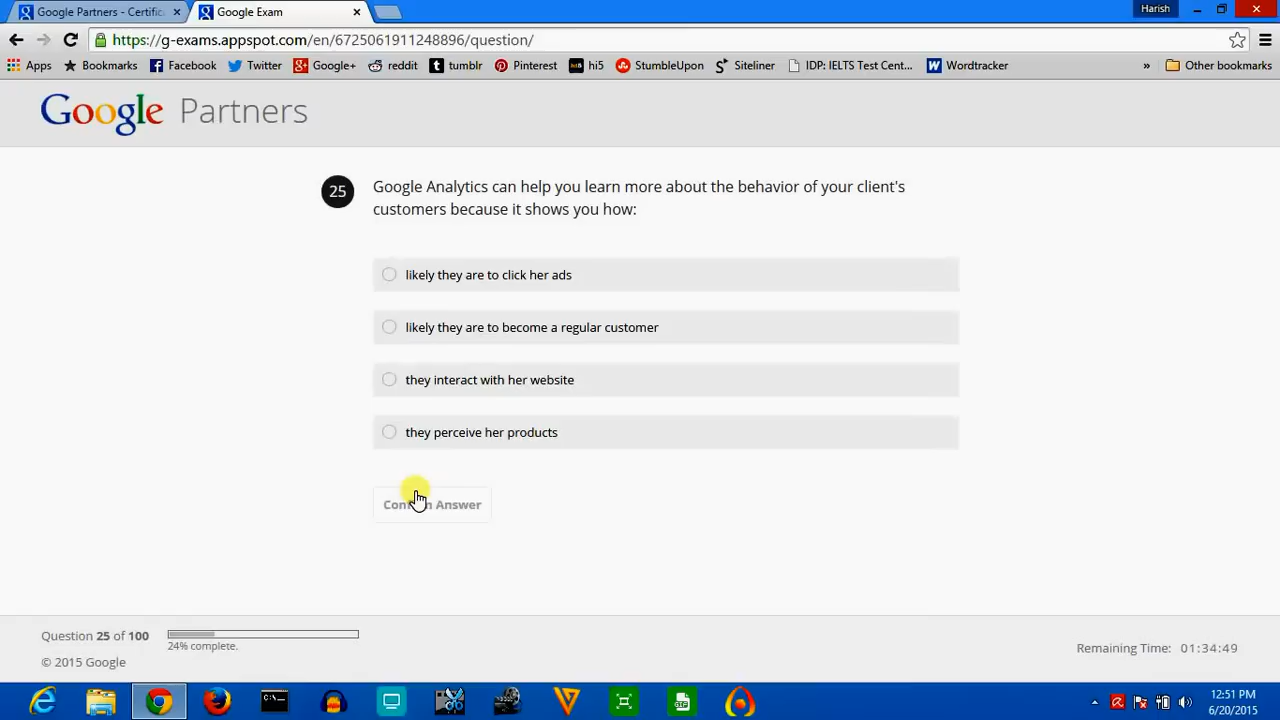 Google Partners - Certific
Google Exam
Harish
https://g-exams.appspot.com/en/6725061911248896/question/
Apps
Bookmarks
Facebook
Twitter
Google+
reddit
tumblr
Pinterest
hi5
StumbleUpon
Siteliner
IDP: IELTS Test Cent...
Wordtracker
»
Other bookmarks
Google Partners
25
Google Analytics can help you learn more about the behavior of your client's
customers because it shows you how:
likely they are to click her ads
likely they are to become a regular customer
they interact with her website
they perceive her products
Confirm Answer
Question 25 of 100
24% complete.
© 2015 Google
Remaining Time: 01:34:49
12:51 PM
6/20/2015